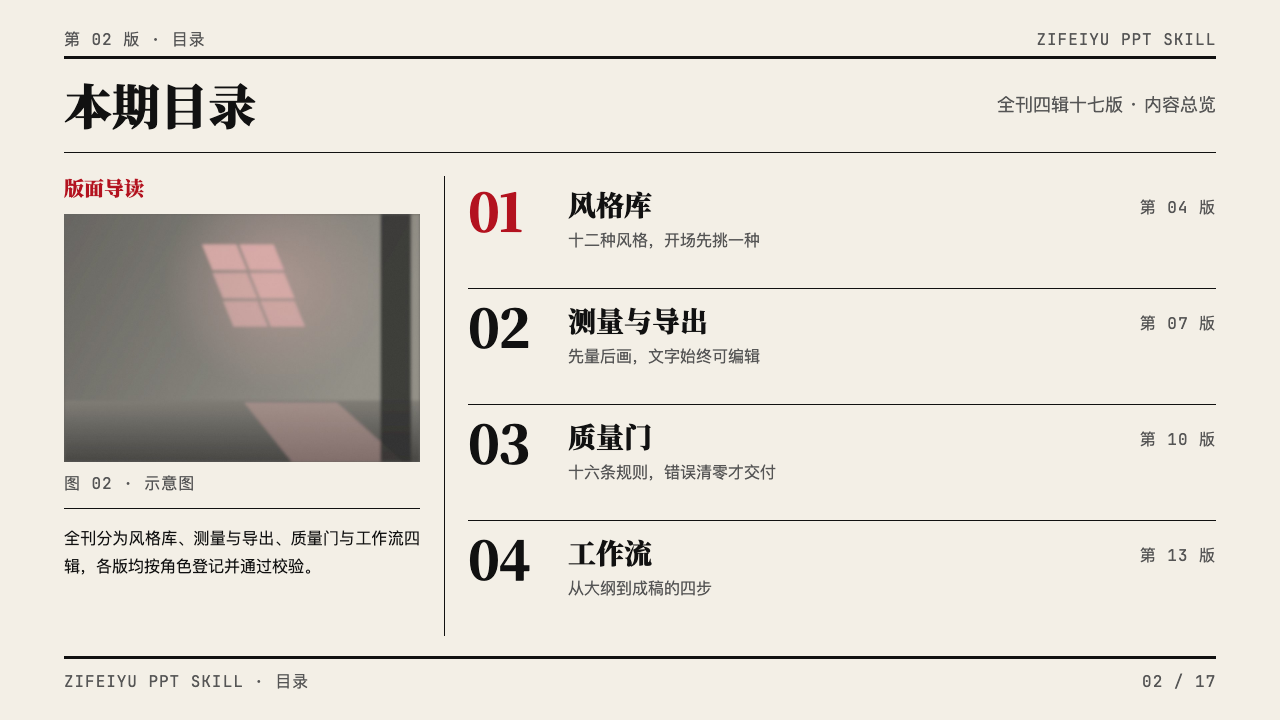 第 02 版 · 目录
ZIFEIYU PPT SKILL
本期目录
全刊四辑十七版 · 内容总览
版面导读
图 02 · 示意图
全刊分为风格库、测量与导出、质量门与工作流四
辑，各版均按角色登记并通过校验。
01
风格库
第 04 版
十二种风格，开场先挑一种
02
测量与导出
第 07 版
先量后画，文字始终可编辑
03
质量门
第 10 版
十六条规则，错误清零才交付
04
工作流
第 13 版
从大纲到成稿的四步
ZIFEIYU PPT SKILL · 目录
02 / 17